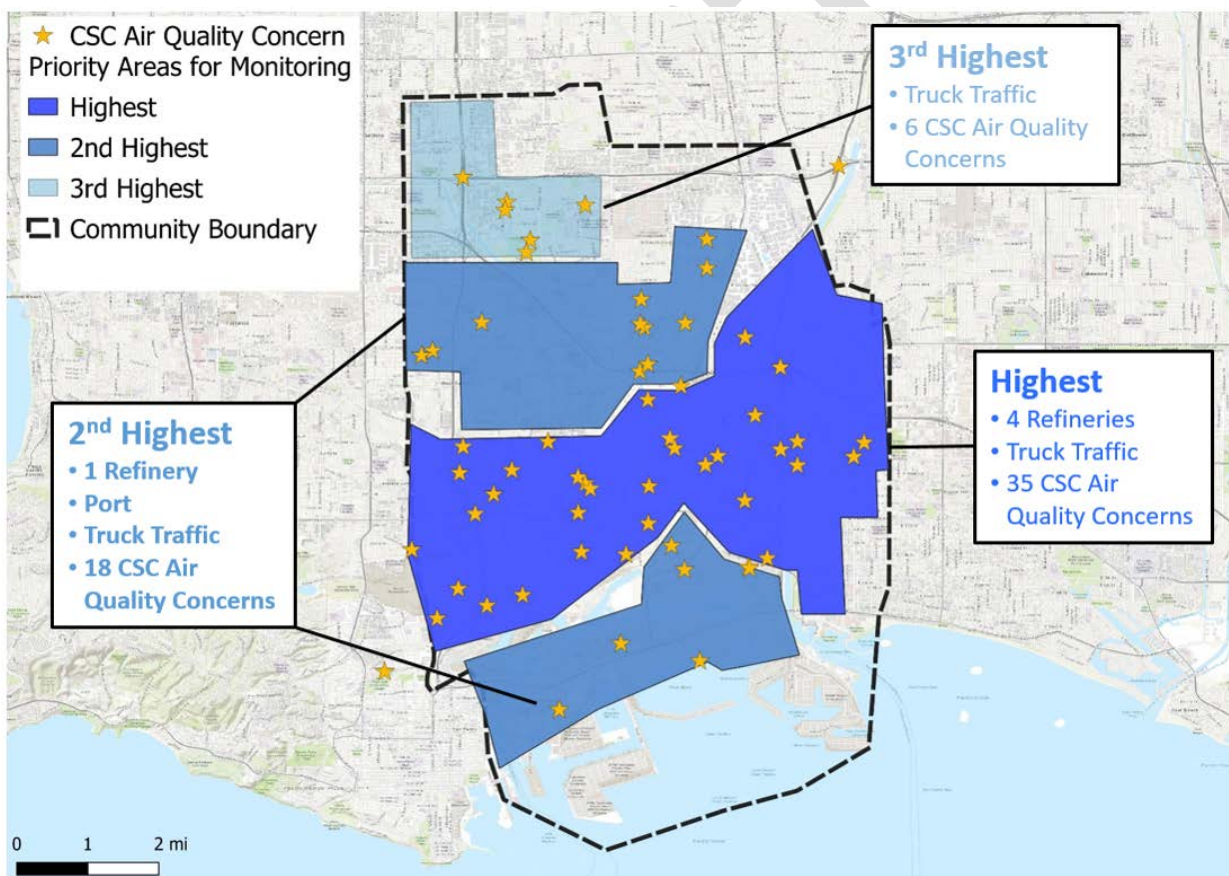 CSC Air Quality Concern
Priority Areas for Monitoring
Highest
2nd Highest
3rd Highest
Community Boundary
3rd Highest
• Truck Traffic
• 6 CSC Air Quality
Concerns
2nd Highest
• 1 Refinery
• Port
• Truck Traffic
• 18 CSC Air
Quality Concerns
Highest
• 4 Refineries
• Truck Traffic
• 35 CSC Air
Quality Concerns
0 1 2 mi